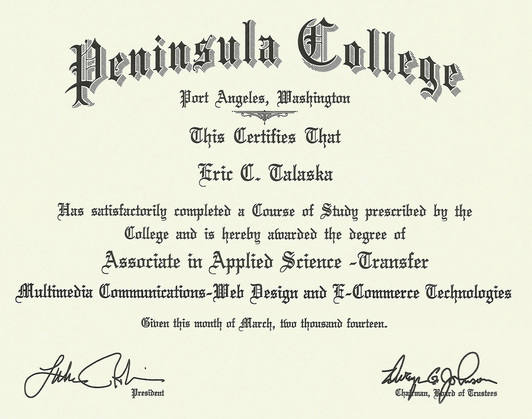 Peninsula College
Port Angeles, Washington
This Certifies That
Eric C. Talaska
Has satisfactorily completed a Course of Study prescribed by the
College and is hereby awarded the degree of
Associate in Applied Science -Transfer
Multimedia Communications-Web Design and E-Commerce Technologies
Given this month of March, two thousand fourteen.
President
Chairman, Board of Trustees